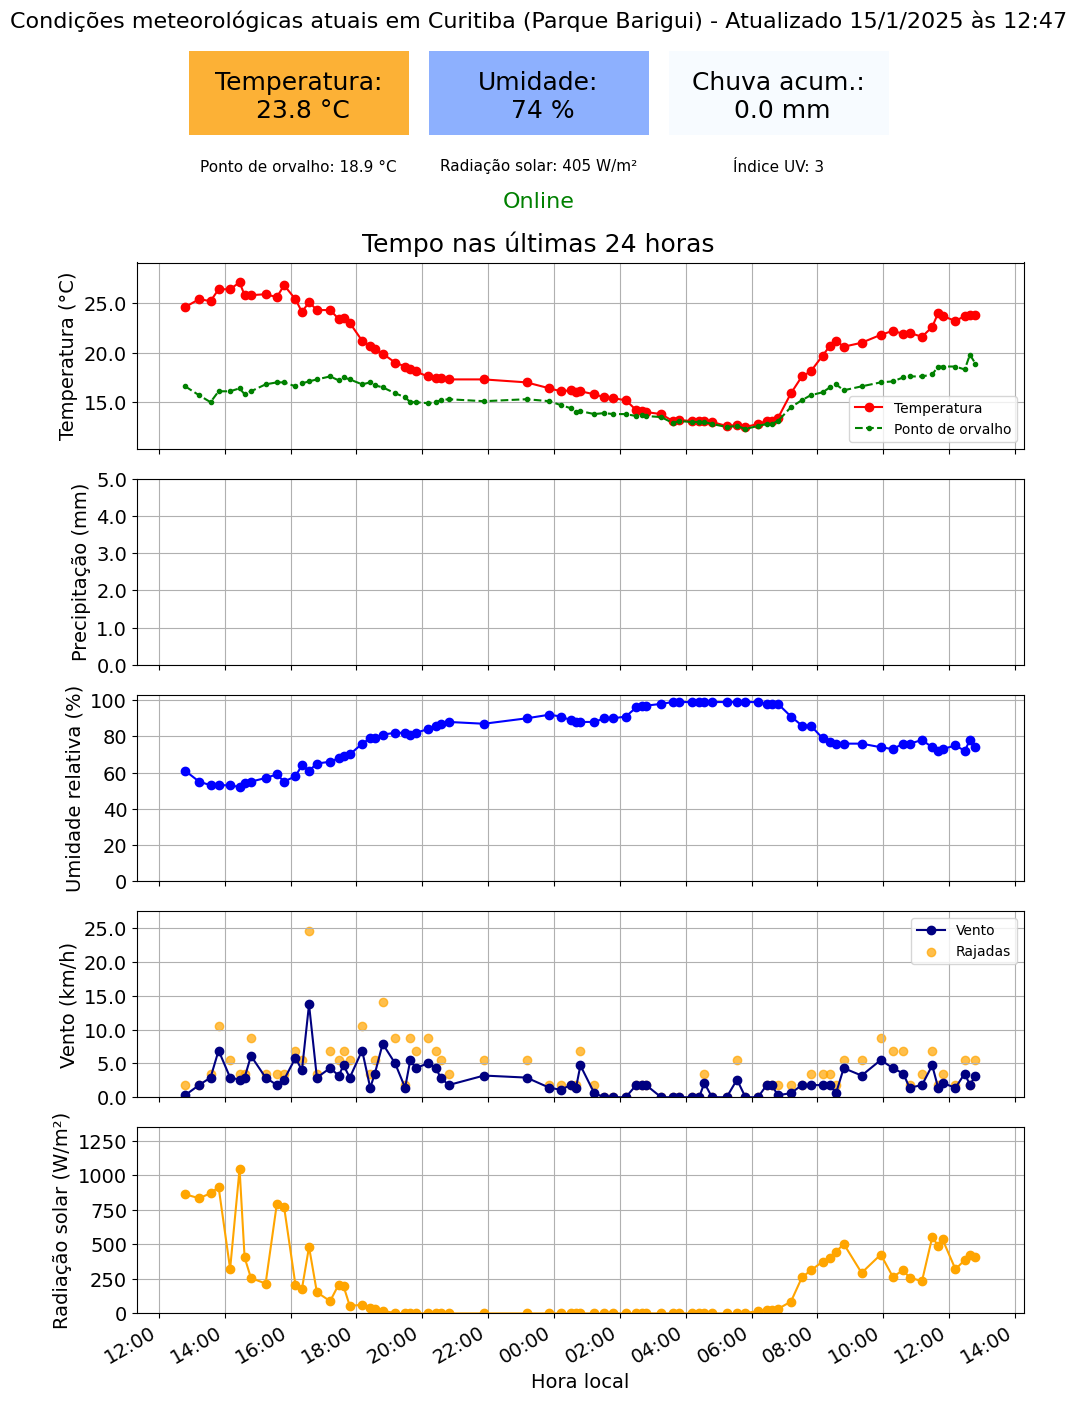 Condições meteorológicas atuais em Curitiba (Parque Barigui) - Atualizado 15/1/2025 às 12:47
Temperatura:
23.8 °C
Umidade:
74 %
Chuva acum.:
0.0 mm
Ponto de orvalho: 18.9 °C
Radiação solar: 405 W/m²
Índice UV: 3
Online
Tempo nas últimas 24 horas
Temperatura (°C)
25.0
20.0
15.0
Temperatura
Ponto de orvalho
Precipitação (mm)
5.0
4.0
3.0
2.0
1.0
0.0
Umidade relativa (%)
100
80
60
40
20
0
Vento (km/h)
25.0
20.0
15.0
10.0
5.0
0.0
Vento
Rajadas
Radiação solar (W/m²)
1250
1000
750
500
250
0
12:00
14:00
16:00
18:00
20:00
22:00
00:00
02:00
04:00
06:00
08:00
10:00
12:00
14:00
Hora local